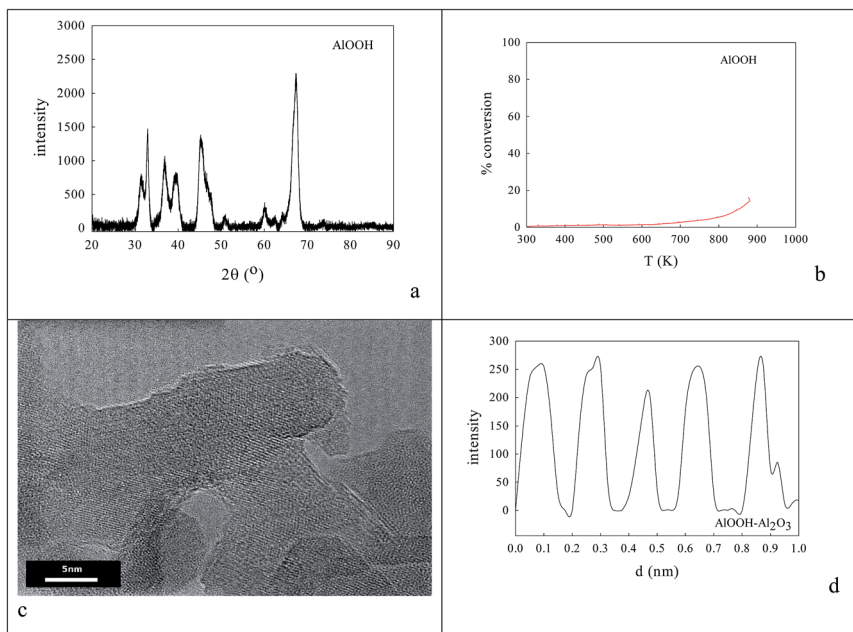 3000
2500
2000
1500
1000
500
0
intensity
AlOOH
20 30 40 50 60 70 80 90
2θ (º)
a
100
80
60
40
20
0
% conversion
AlOOH
300 400 500 600 700 800 900 1000
T (K)
b
5nm
c
300
250
200
150
100
50
0
intensity
AlOOH-Al2O3
0.0 0.1 0.2 0.3 0.4 0.5 0.6 0.7 0.8 0.9 1.0
d (nm)
d